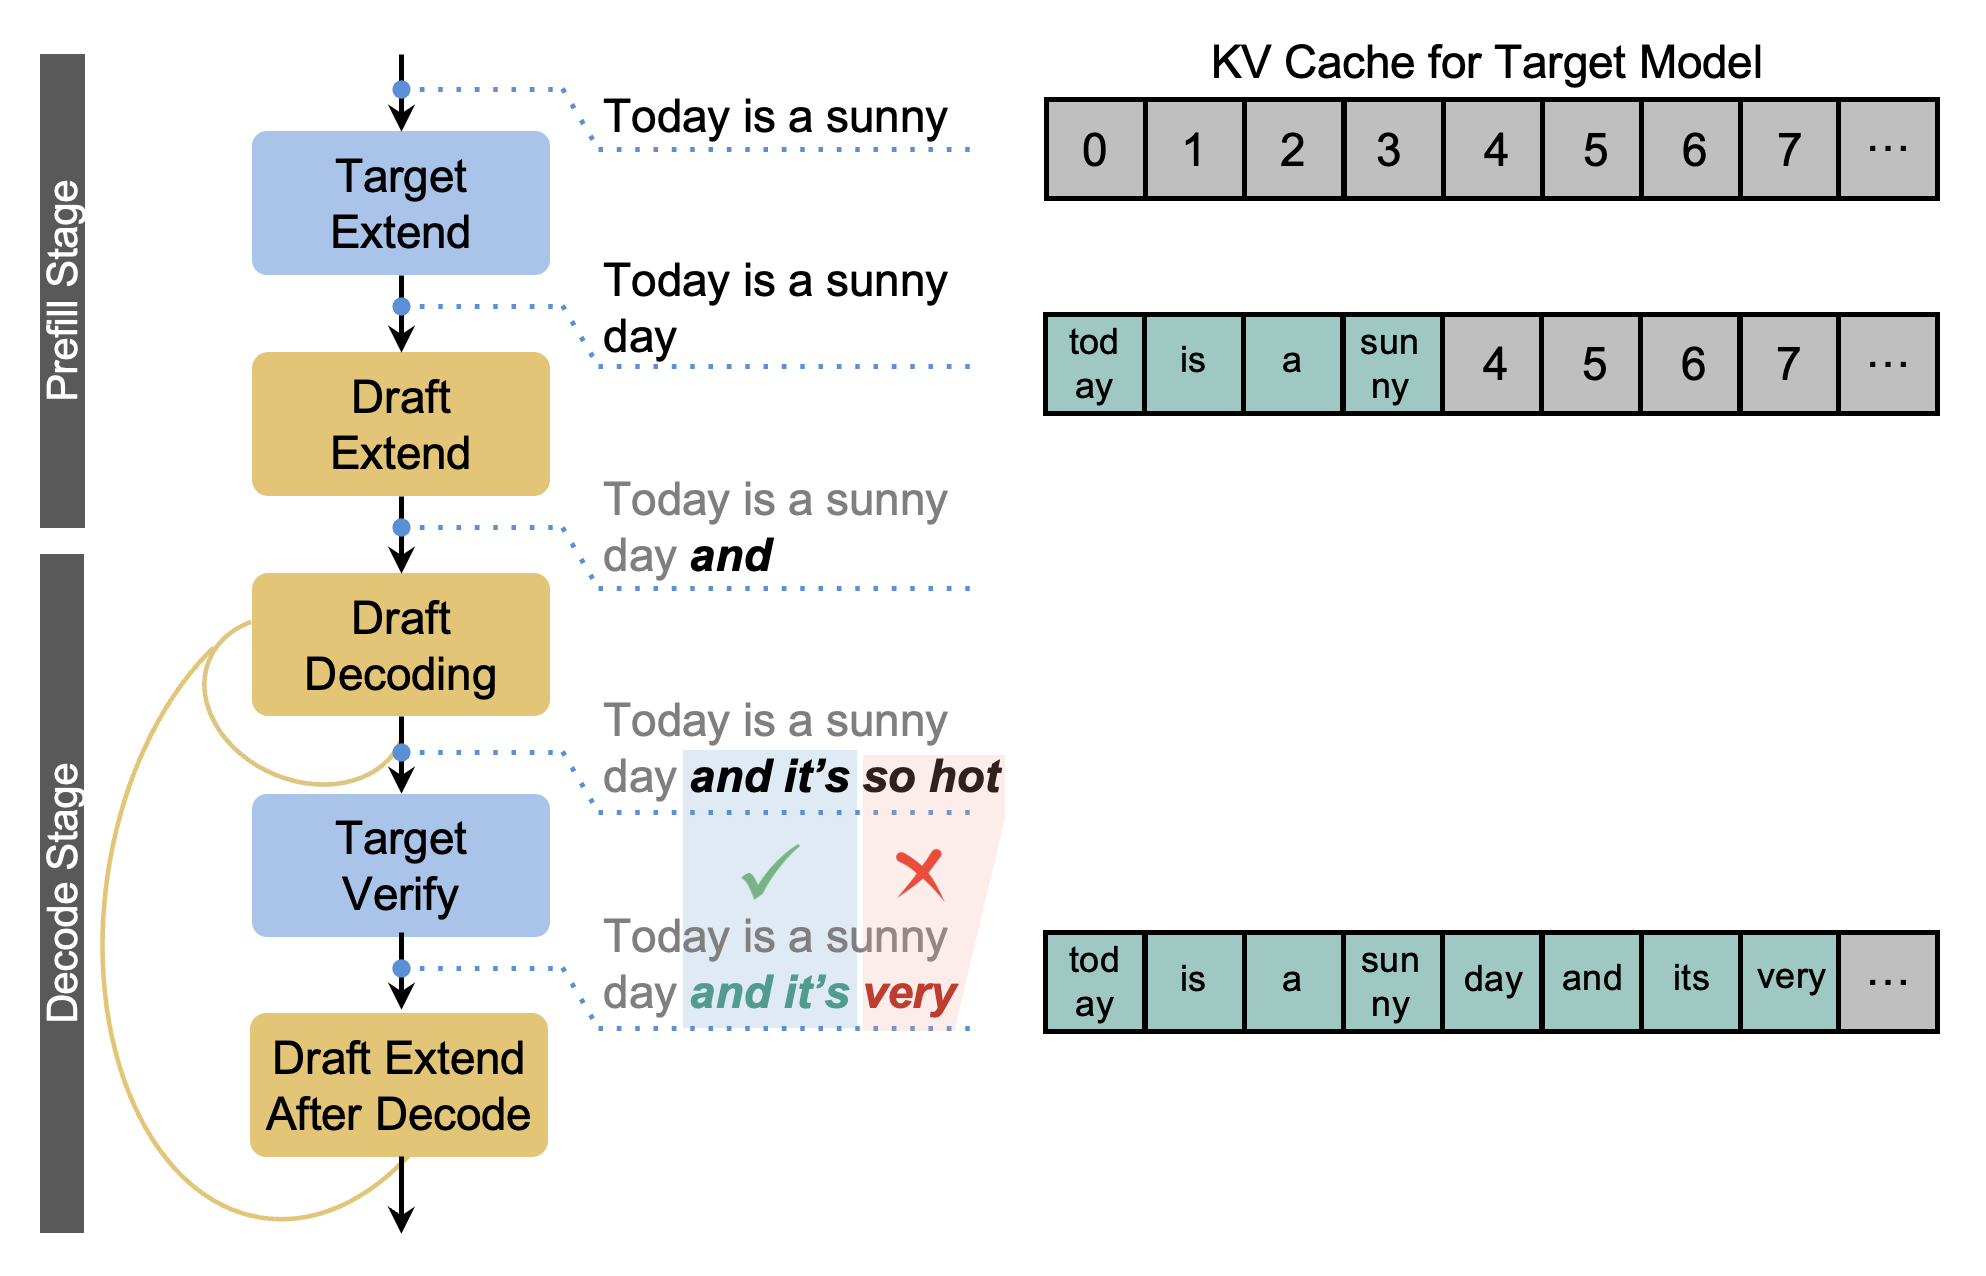 KV Cache for Target Model
Prefill Stage
Target
Extend
Today is a sunny
0 1 2 3 4 5 6 7 ...
Draft
Extend
Today is a sunny
day
tod
ay
is
a
sun
ny
4 5 6 7 ...
Decode Stage
Today is a sunny
day and
Draft
Decoding
Today is a sunny
day and it's so hot
Target
Verify
Today is a sunny
day and it's very
tod
ay
is
a
sun
ny
day
and
its
very
...
Draft Extend
After Decode